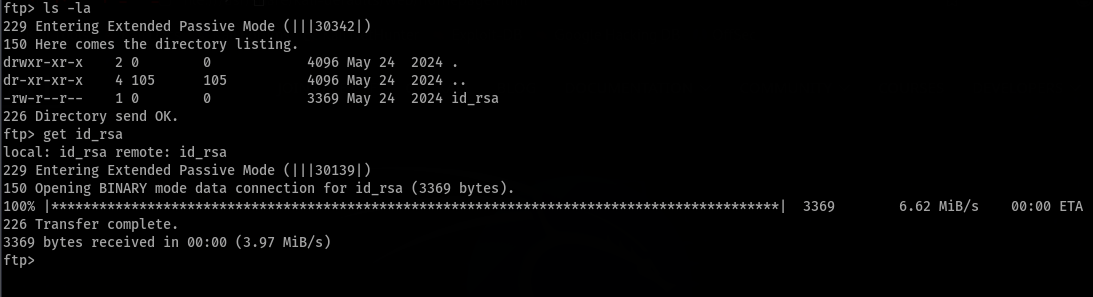 ftp> ls -la
229 Entering Extended Passive Mode (|||30342|)
150 Here comes the directory listing.
drwxr-xr-x    2 0        0            4096 May 24  2024 .
dr-xr-xr-x    4 105      105          4096 May 24  2024 ..
-rw-r--r--    1 0        0            3369 May 24  2024 id_rsa
226 Directory send OK.
ftp> get id_rsa
local: id_rsa remote: id_rsa
229 Entering Extended Passive Mode (|||30139|)
150 Opening BINARY mode data connection for id_rsa (3369 bytes).
100% |*******************************************************************************************|  3369        6.62 MiB/s    00:00 ETA
226 Transfer complete.
3369 bytes received in 00:00 (3.97 MiB/s)
ftp>